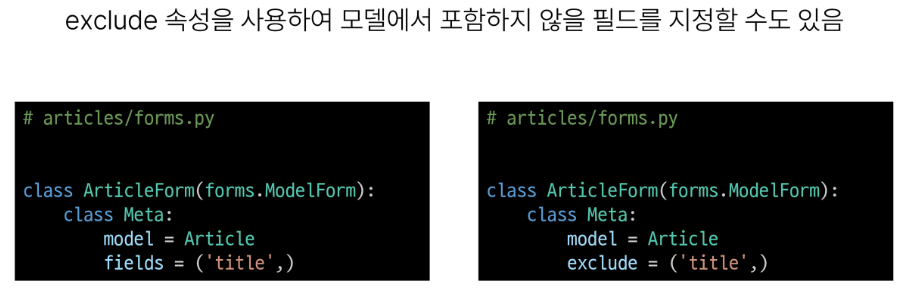 exclude 속성을 사용하여 모델에서 포함하지 않을 필드를 지정할 수도 있음
# articles/forms.py
class ArticleForm(forms.ModelForm):
    class Meta:
        model = Article
        fields = ('title',)
# articles/forms.py
class ArticleForm(forms.ModelForm):
    class Meta:
        model = Article
        exclude = ('title',)